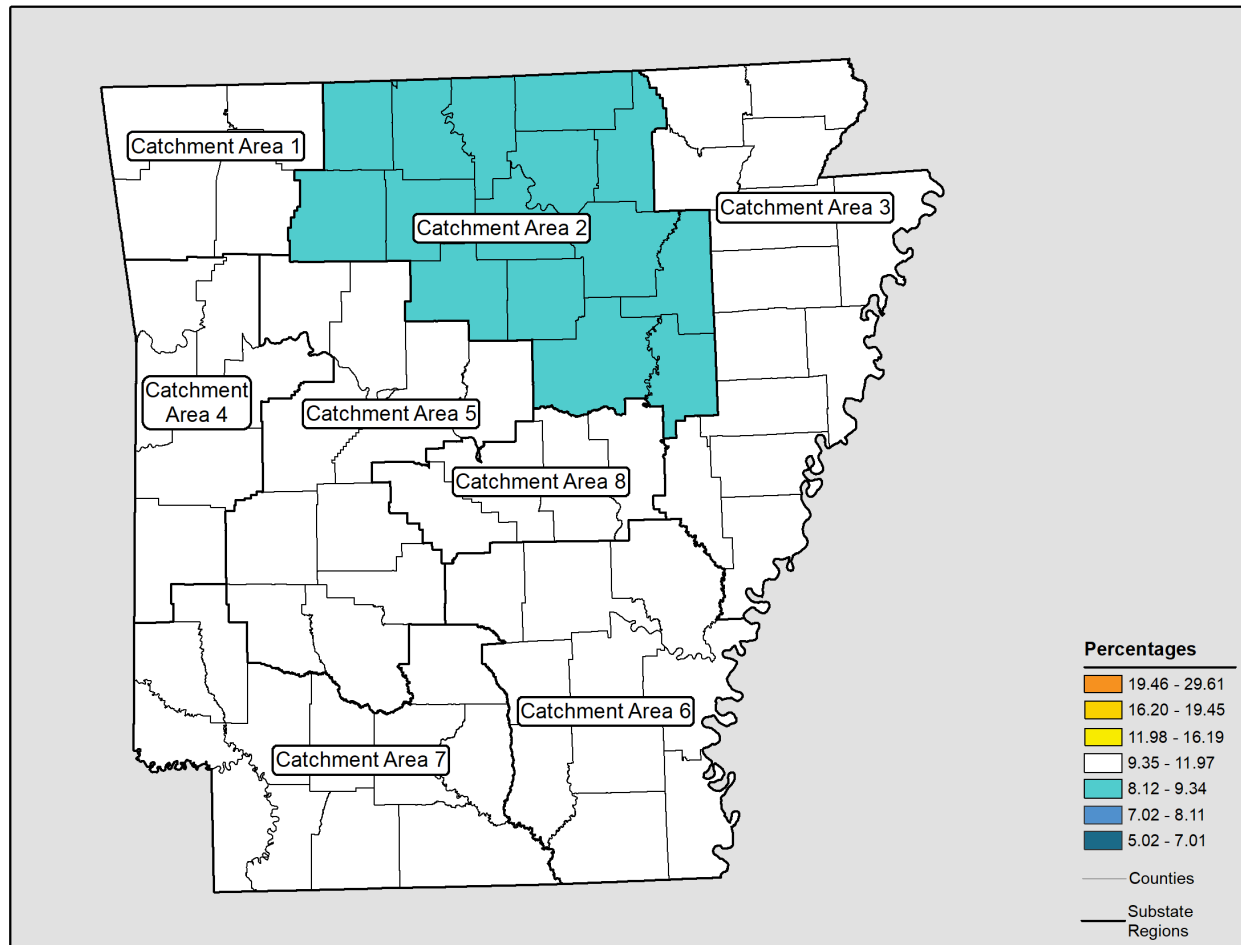 Catchment Area 1
Catchment Area 2
Catchment Area 3
Catchment
Area 4
Catchment Area 5
Catchment Area 8
Catchment Area 6
Catchment Area 7
Percentages
19.46 - 29.61
16.20 - 19.45
11.98 - 16.19
9.35 - 11.97
8.12 - 9.34
7.02 - 8.11
5.02 - 7.01
Counties
Substate
Regions